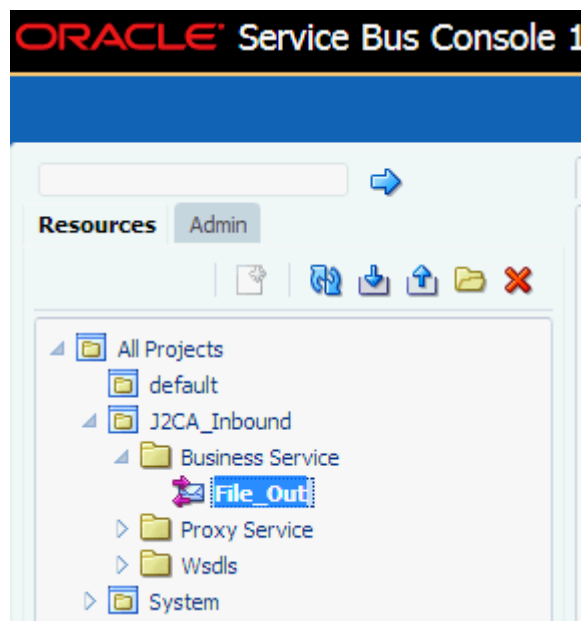 ORACLE Service Bus Console 1
Resources Admin
All Projects
default
J2CA_Inbound
Business Service
File_Out
Proxy Service
Wsdls
System